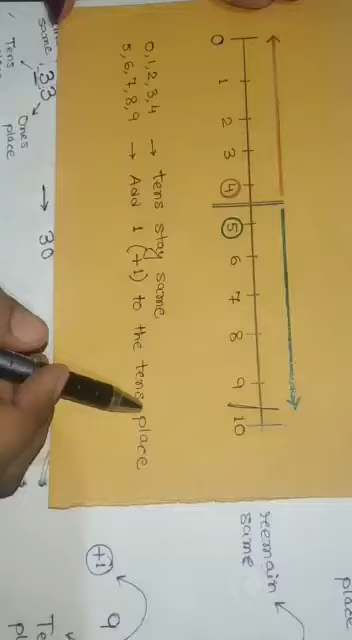 0 1 2 3 4 5 6 7 8 9 10
0,1,2,3,4 → tens stay same.
5,6,7,8,9 → Add 1 (+1) to the tens place
same
33 → 30
Tens
Ones
place
place
remain
same
+1
9